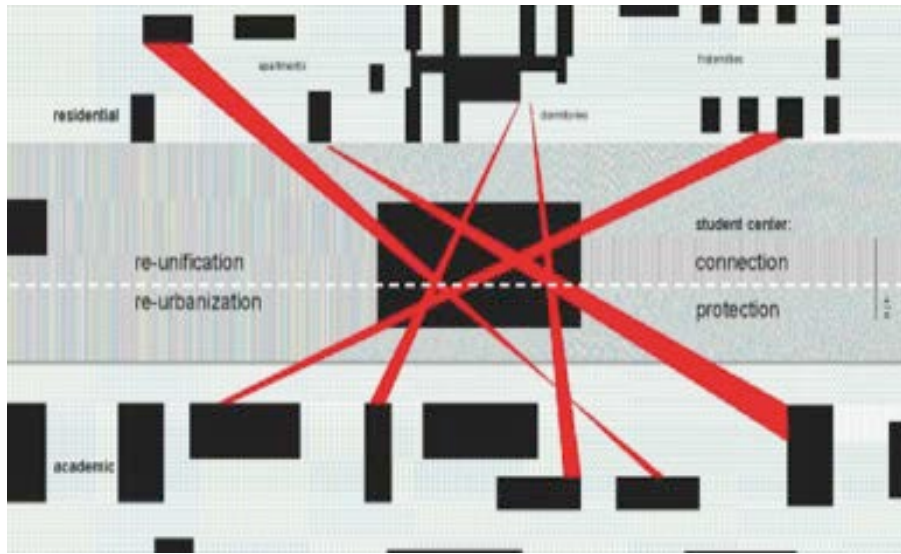 apartments
fraternities
residential
dormitories
student center:
re-unification
connection
re-urbanization
protection
academic